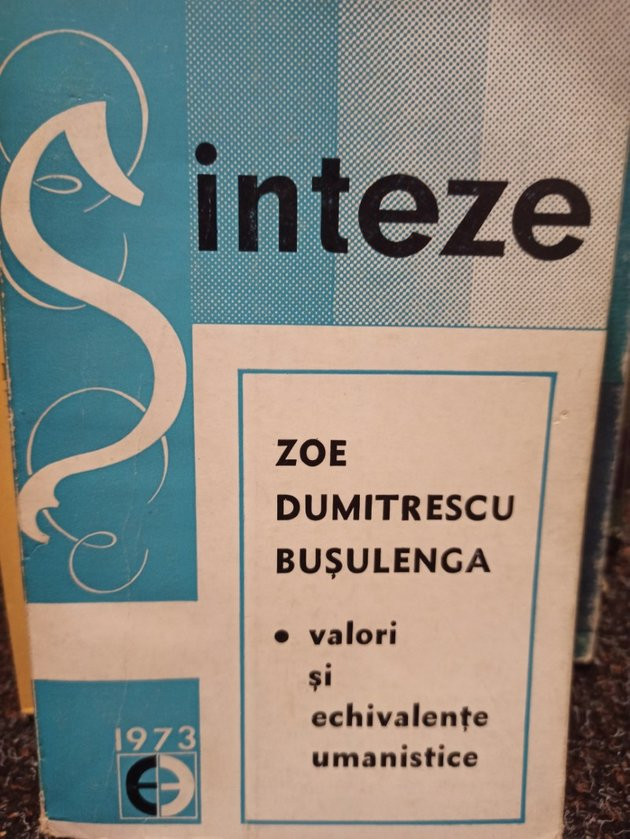 Sinteze
ZOE
DUMITRESCU
BUȘULENGA
• valori
și
echivalențe
umanistice
1973